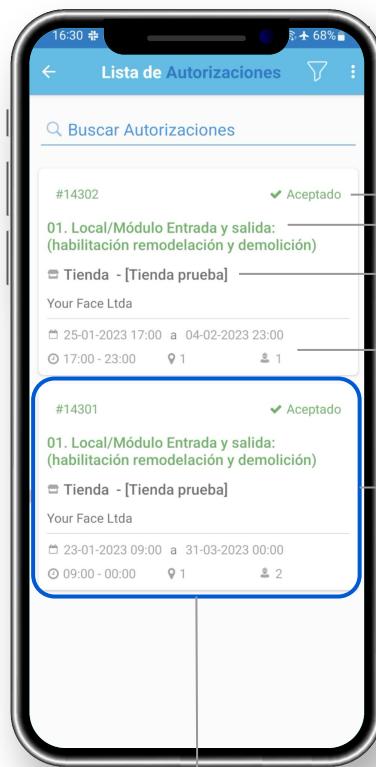 16:30 68%
Lista de Autorizaciones
Buscar Autorizaciones
#14302 Aceptado
01. Local/Módulo Entrada y salida:
(habilitación remodelación y demolición)
Tienda - [Tienda prueba]
Your Face Ltda
25-01-2023 17:00 a 04-02-2023 23:00
17:00 - 23:00 1 1
#14301 Aceptado
01. Local/Módulo Entrada y salida:
(habilitación remodelación y demolición)
Tienda - [Tienda prueba]
Your Face Ltda
23-01-2023 09:00 a 31-03-2023 00:00
09:00 - 00:00 1 2